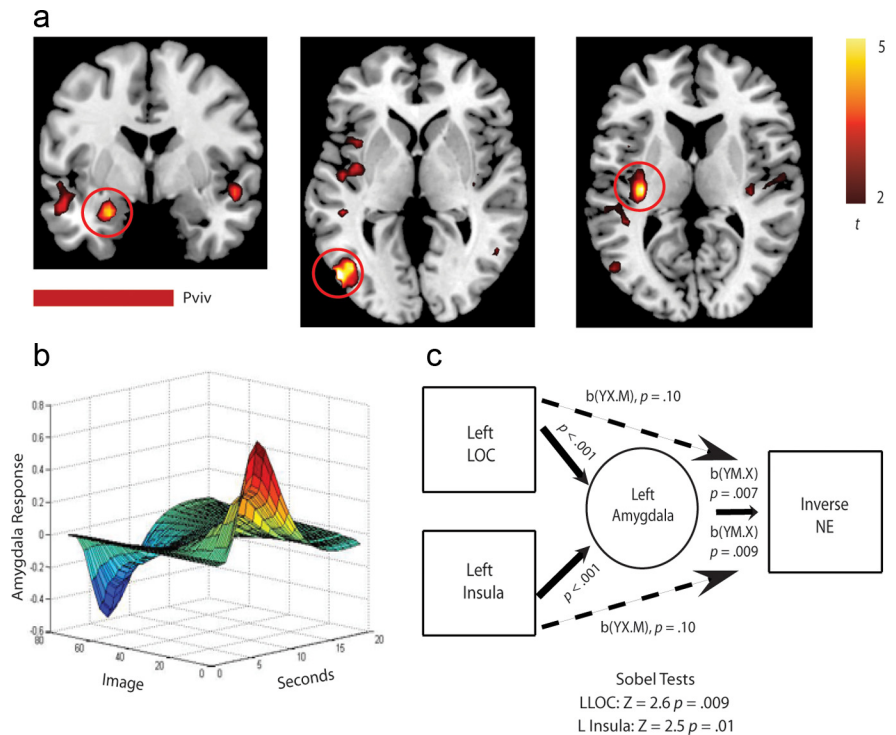 a
5
2
t
Pviv
b
0.8
0.6
0.4
0.2
0
-0.2
-0.4
-0.6
Amygdala Response
80
60
40
20
0
Image
0
5
10
15
20
Seconds
c
Left
LOC
Left
Insula
Left
Amygdala
Inverse
NE
b(YX.M), p = .10
p < .001
b(YM.X)
p = .007
b(YM.X)
p = .009
p < .001
b(YX.M), p = .10
Sobel Tests
LLOC: Z = 2.6 p = .009
L Insula: Z = 2.5 p = .01